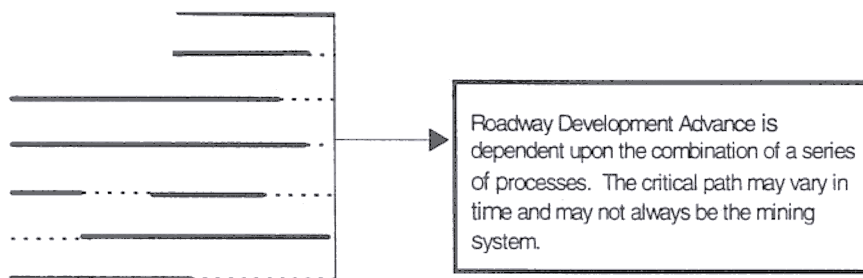 Roadway Development Advance is
dependent upon the combination of a series
of processes. The critical path may vary in
time and may not always be the mining
system.